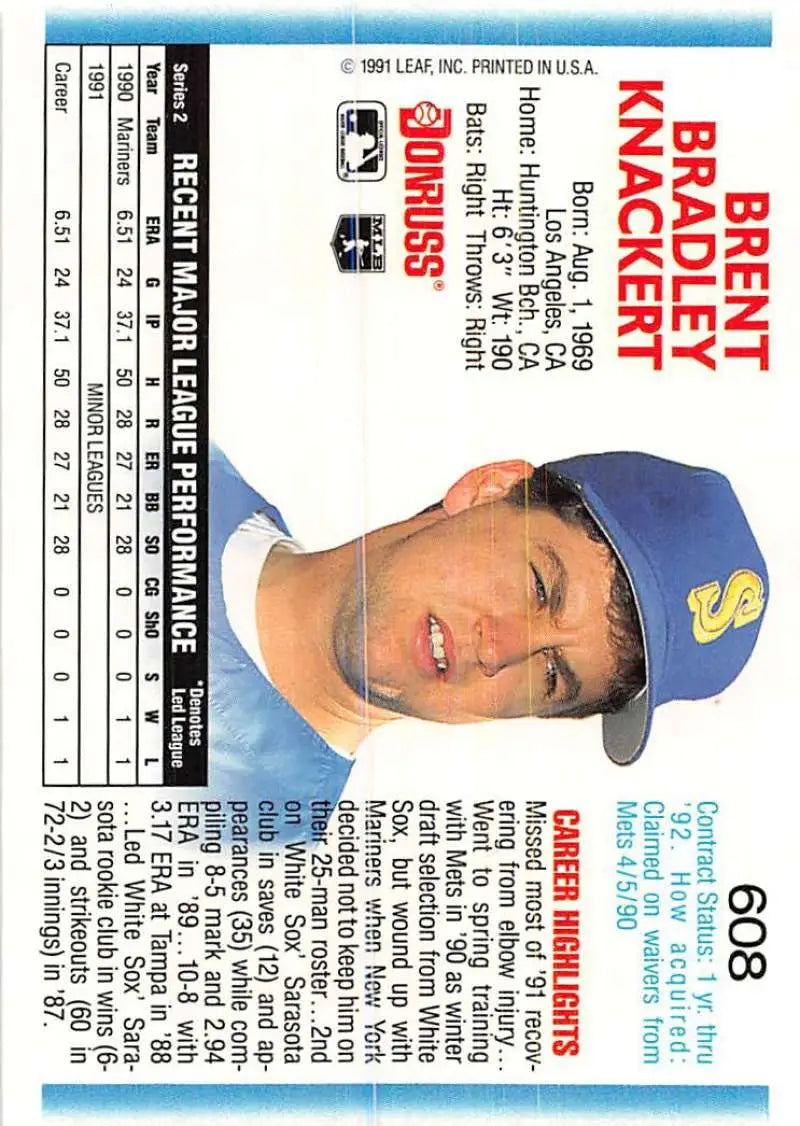 608
BRENT
BRADLEY
KNACKERT
Born: Aug. 1, 1969
Los Angeles, CA
Home: Huntington Bch., CA
Ht: 6'3" Wt: 190
Bats: Right Throws: Right
DONRUSS®
MLB
© 1991 LEAF, INC. PRINTED IN U.S.A.
Contract Status: 1 yr. thru
'92. How acquired:
Claimed on waivers from
Mets 4/5/90
CAREER HIGHLIGHTS
Missed most of '91 recov-
ering from elbow injury...
Went to spring training
with Mets in '90 as winter
draft selection from White
Sox, but wound up with
Mariners when New York
decided not to keep him on
their 25-man roster...2nd
on White Sox' Sarasota
club in saves (12) and ap-
pearances (35) while com-
piling 8-5 mark and 2.94
ERA in '89... 10-8 with
3.17 ERA at Tampa in '88
...Led White Sox' Sara-
sota rookie club in wins (6-
2) and strikeouts (60 in
72-2/3 innings) in '87.
Series 2 RECENT MAJOR LEAGUE PERFORMANCE *Denotes Led League
Year Team ERA G IP H R ER BB SO CG ShO S W L
1990 Mariners 6.51 24 37.1 50 28 27 21 28 0 0 0 1 1
1991 MINOR LEAGUES
Career 6.51 24 37.1 50 28 27 21 28 0 0 0 1 1